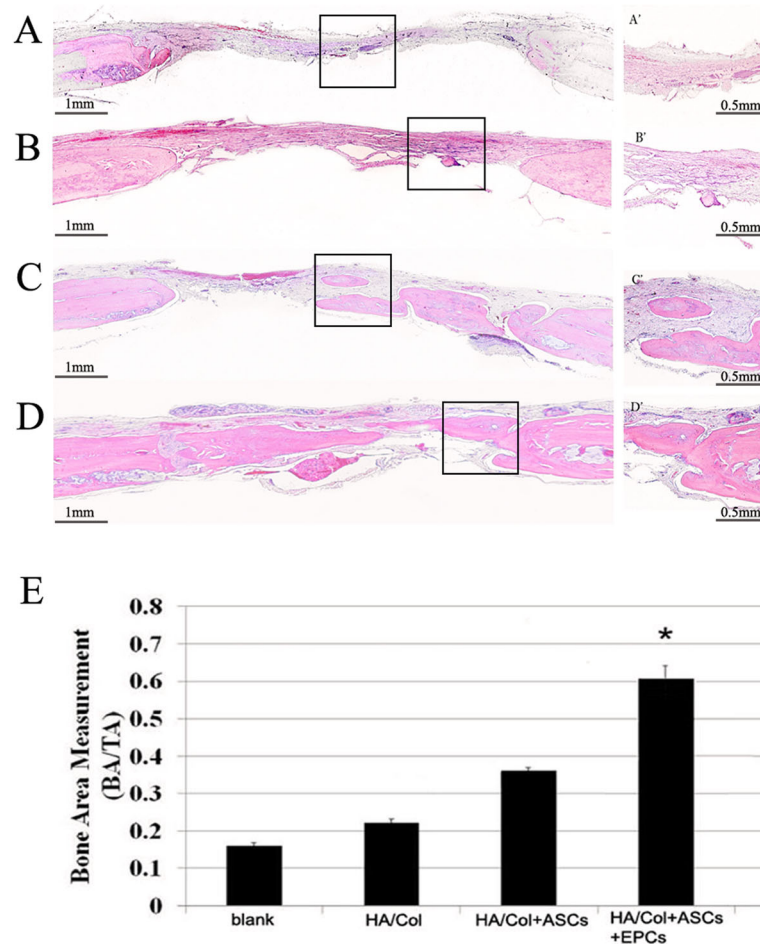 A
1mm
A'
0.5mm
B
1mm
B'
0.5mm
C
1mm
C'
0.5mm
D
1mm
D'
0.5mm
E
Bone Area Measurement
(BA/TA)
0.8
0.7
0.6
0.5
0.4
0.3
0.2
0.1
0
*
blank
HA/Col
HA/Col+ASCs
HA/Col+ASCs
+EPCs